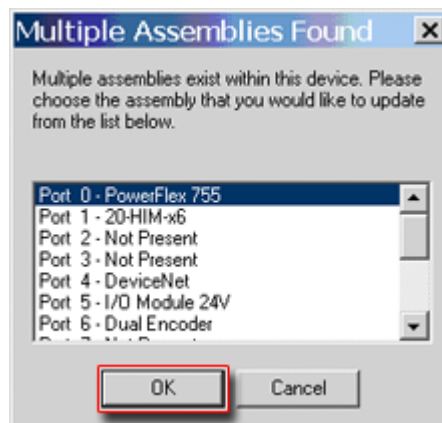 Multiple Assemblies Found
Multiple assemblies exist within this device. Please
choose the assembly that you would like to update
from the list below.
Port 0 - PowerFlex 755
Port 1 - 20-HIM-x6
Port 2 - Not Present
Port 3 - Not Present
Port 4 - DeviceNet
Port 5 - I/O Module 24V
Port 6 - Dual Encoder
OK
Cancel